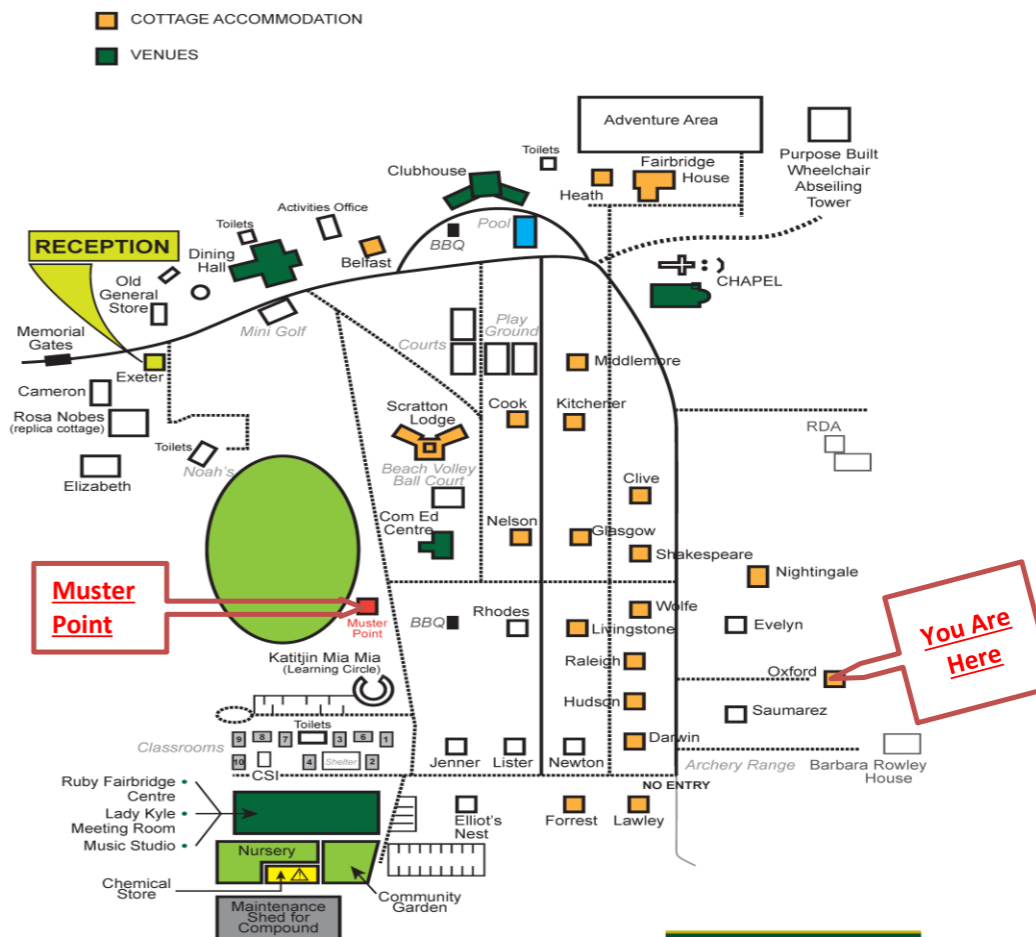 COTTAGE ACCOMMODATION
VENUES
Adventure Area
Purpose Built
Wheelchair
Abseiling
Tower
Toilets
Clubhouse
Fairbridge
House
Heath
Activities Office
Toilets
Pool
BBQ
RECEPTION
Dining
Hall
Belfast
CHAPEL
Old
General
Store
Mini Golf
Memorial
Gates
Play
Ground
Courts
Exeter
Middlemore
Cameron
Rosa Nobes
(replica cottage)
Scratton
Lodge
Cook
Kitchener
RDA
Toilets
Noah's
Beach Volley
Ball Court
Elizabeth
Clive
Com Ed
Centre
Nelson
Glasgow
Shakespeare
Nightingale
Muster
Point
Muster
Point
BBQ
Rhodes
Wolfe
Livingstone
Evelyn
You Are
Here
Katitjin Mia Mia
(Learning Circle)
Raleigh
Oxford
Hudson
Saumarez
Toilets
Classrooms
9
8
7
3
6
1
10
CSI
4
Shelter
2
Darwin
Jenner
Lister
Newton
Archery Range
Barbara Rowley
House
NO ENTRY
Ruby Fairbridge
Centre
Lady Kyle
Meeting Room
Music Studio
Elliot's
Nest
Forrest
Lawley
Nursery
Chemical
Store
Community
Garden
Maintenance
Shed for
Compound